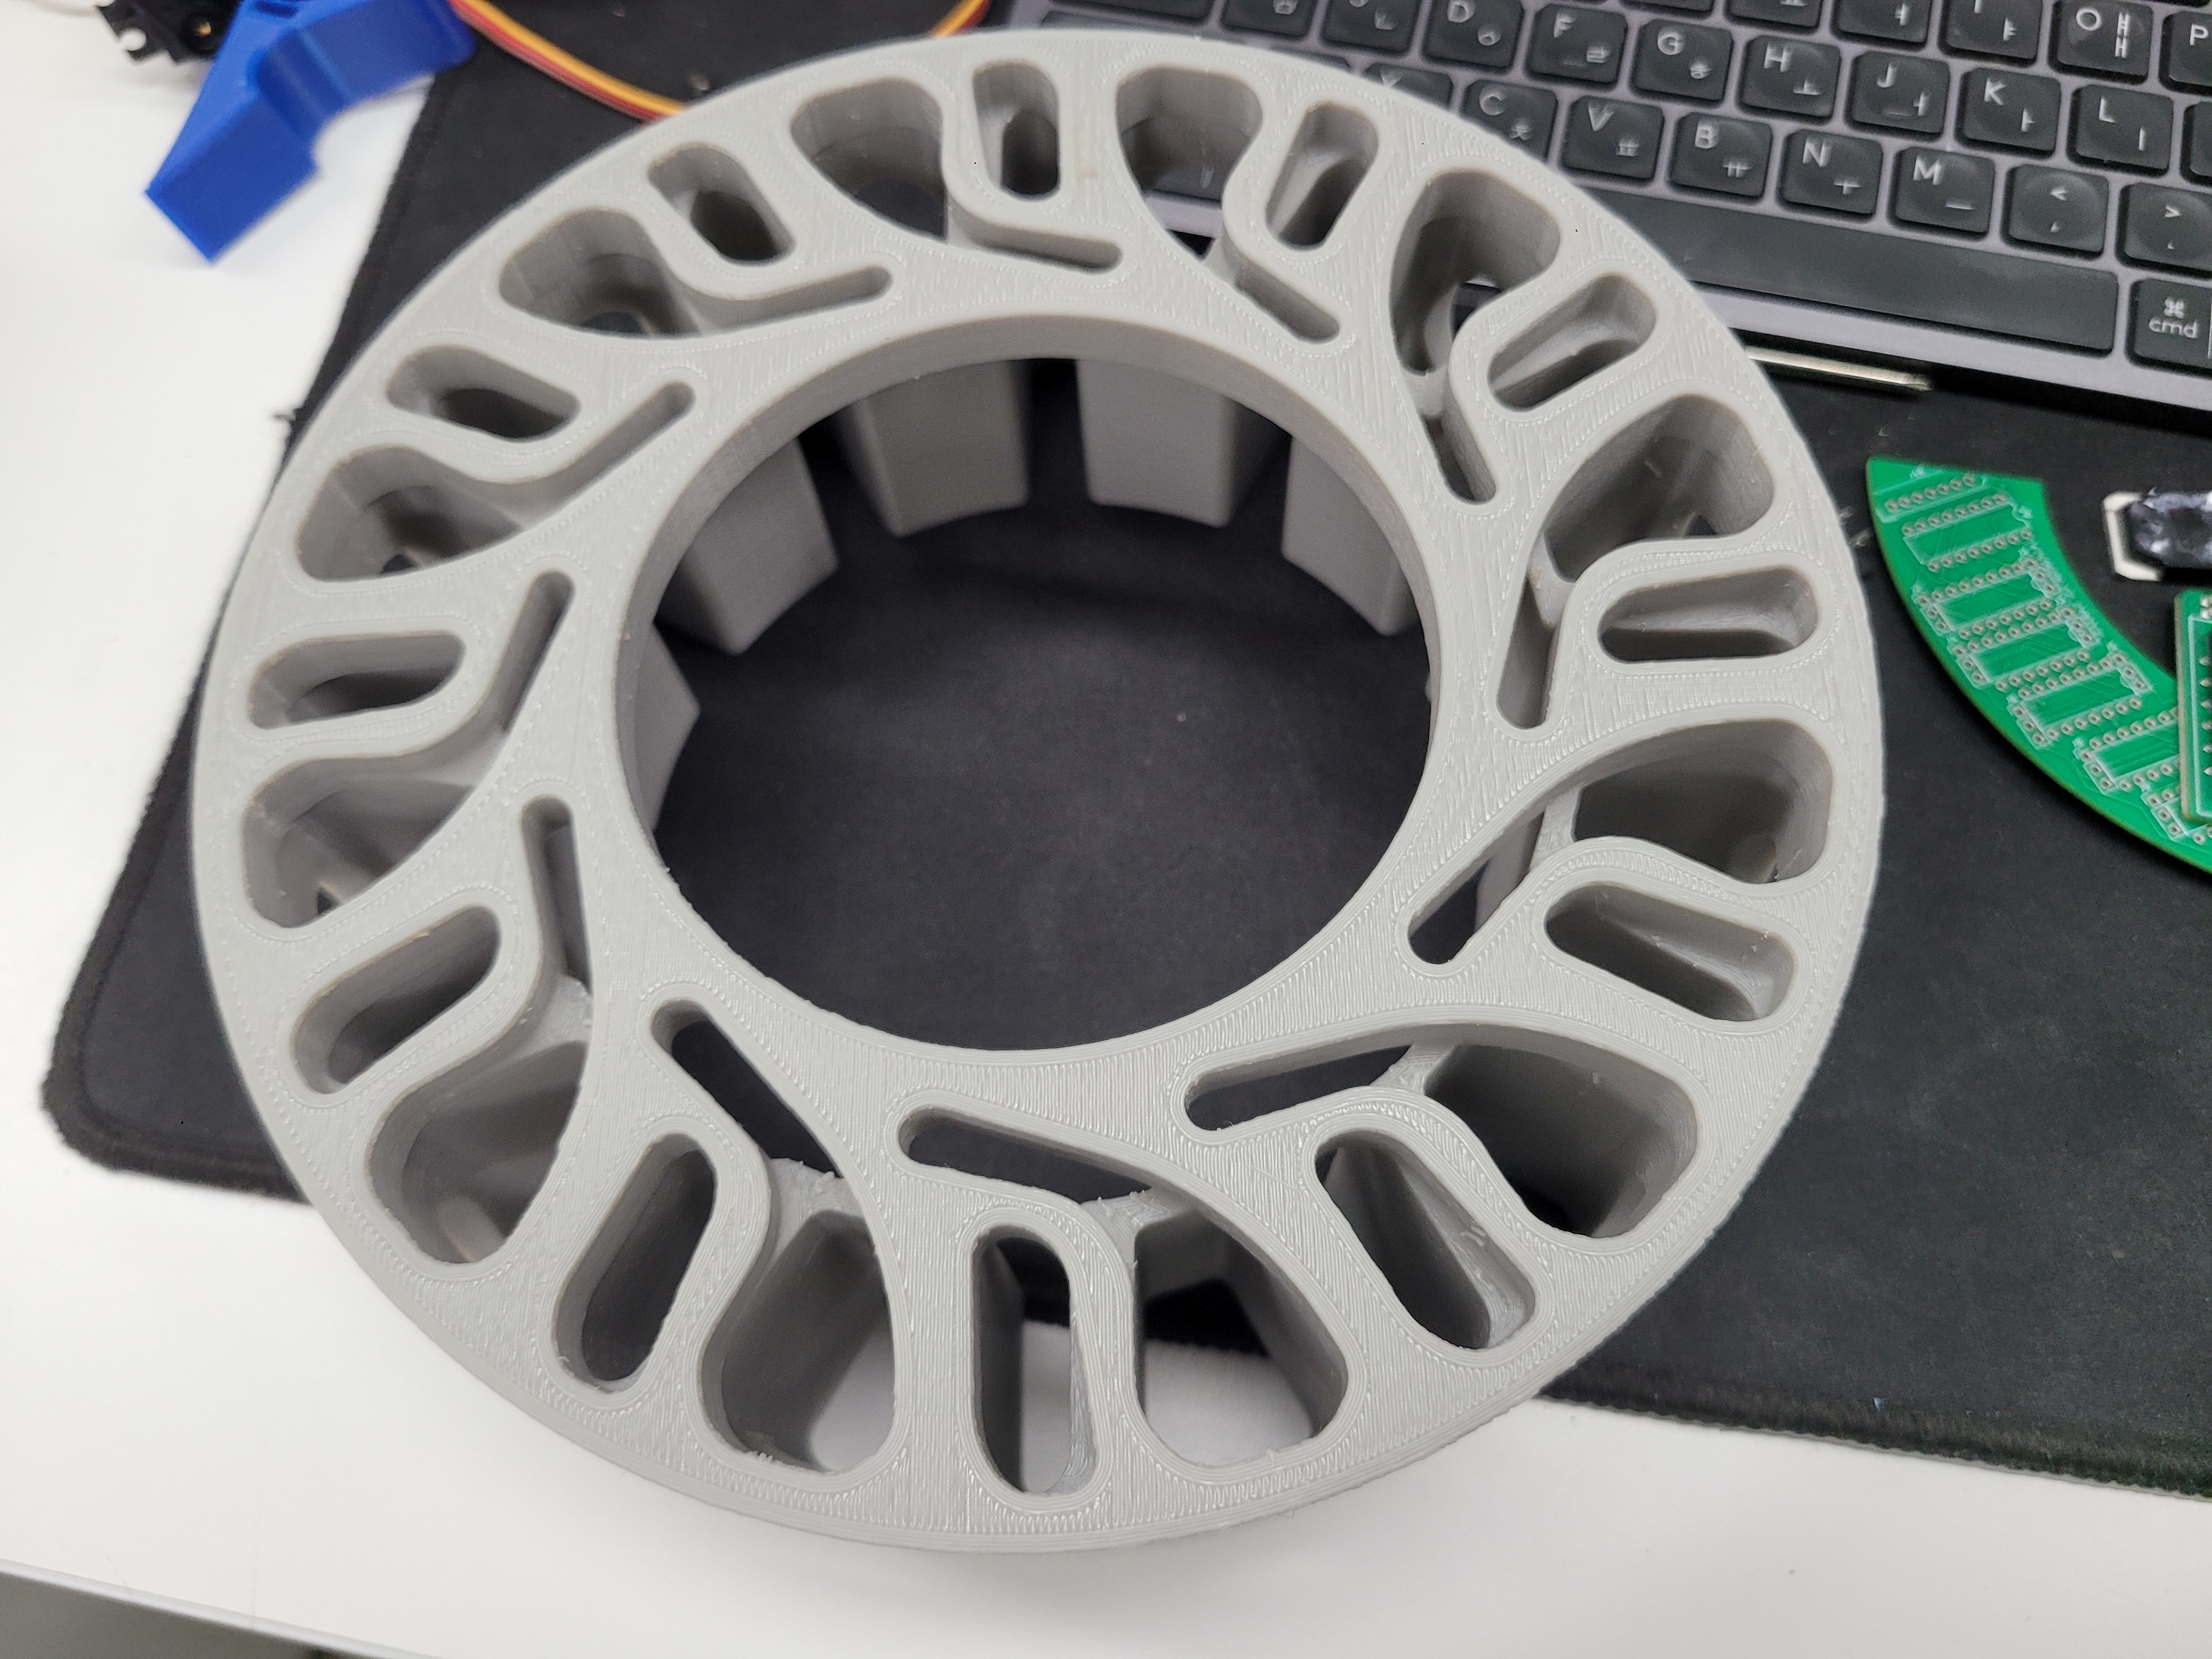 O ㅒ ㅐ
P
D ㅇ
F ㄹ
G ㅎ
H ㅗ
J ㅓ
K ㅏ
L ㅣ
C ㅊ
V ㅍ
B ㅠ
N ㅜ
M ㅡ
< ,
> .
⌘
cmd